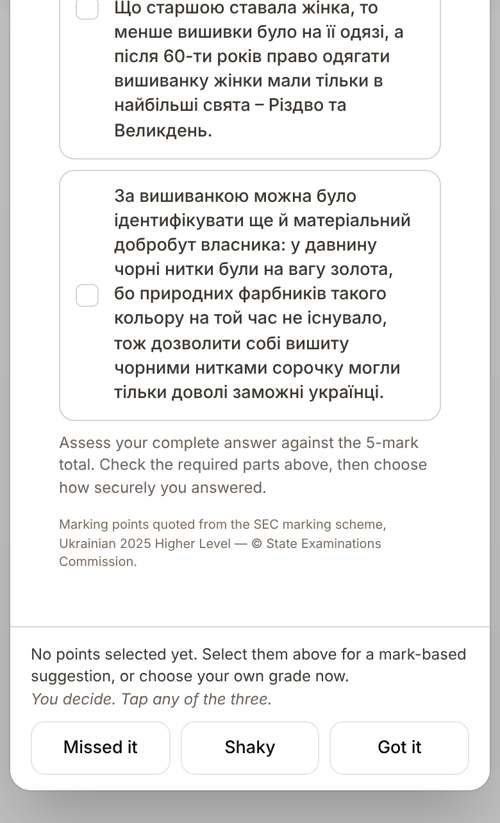 Що старшою ставала жінка, то
менше вишивки було на її одязі, а
після 60-ти років право одягати
вишиванку жінки мали тільки в
найбільші свята – Різдво та
Великдень.
За вишиванкою можна було
ідентифікувати ще й матеріальний
добробут власника: у давнину
чорні нитки були на вагу золота,
бо природних фарбників такого
кольору на той час не існувало,
тож дозволити собі вишиту
чорними нитками сорочку могли
тільки доволі заможні українці.
Assess your complete answer against the 5-mark
total. Check the required parts above, then choose
how securely you answered.
Marking points quoted from the SEC marking scheme,
Ukrainian 2025 Higher Level — © State Examinations
Commission.
No points selected yet. Select them above for a mark-based
suggestion, or choose your own grade now.
You decide. Tap any of the three.
Missed it Shaky Got it